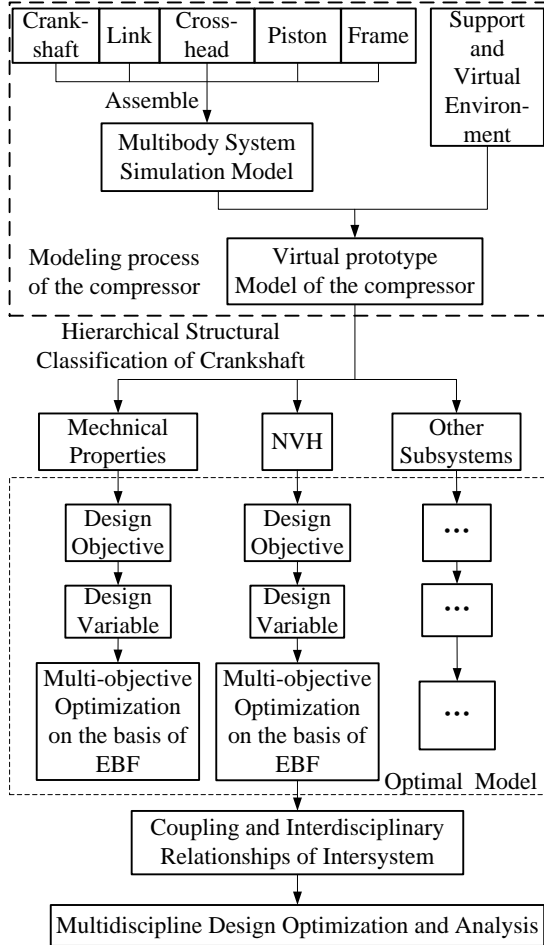 Crank-
shaft
Link
Cross-
head
Piston
Frame
Support
and
Virtual
Environ-
ment
Assemble
Multibody System
Simulation Model
Modeling process
of the compressor
Virtual prototype
Model of the compressor
Hierarchical Structural
Classification of Crankshaft
Mechnical
Properties
NVH
Other
Subsystems
Design
Objective
Design
Objective
...
Design
Variable
Design
Variable
...
Multi-objective
Optimization
on the basis of
EBF
Multi-objective
Optimization
on the basis of
EBF
...
Optimal Model
Coupling and Interdisciplinary
Relationships of Intersystem
Multidiscipline Design Optimization and Analysis